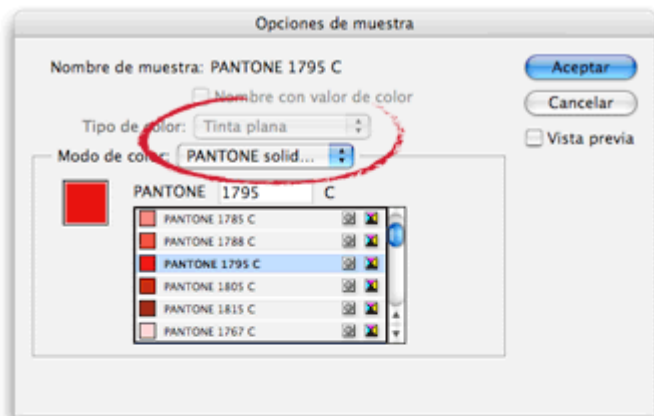 Opciones de muestra
Nombre de muestra: PANTONE 1795 C
Aceptar
Nombre con valor de color
Cancelar
Tipo de color: Tinta plana
Vista previa
Modo de color: PANTONE solid...
PANTONE 1795 C
PANTONE 1785 C
PANTONE 1788 C
PANTONE 1795 C
PANTONE 1805 C
PANTONE 1815 C
PANTONE 1767 C